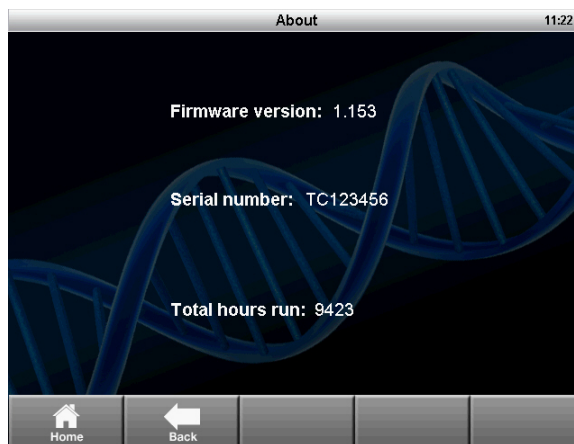 About
11:22
Firmware version: 1.153
Serial number: TC123456
Total hours run: 9423
Home
Back